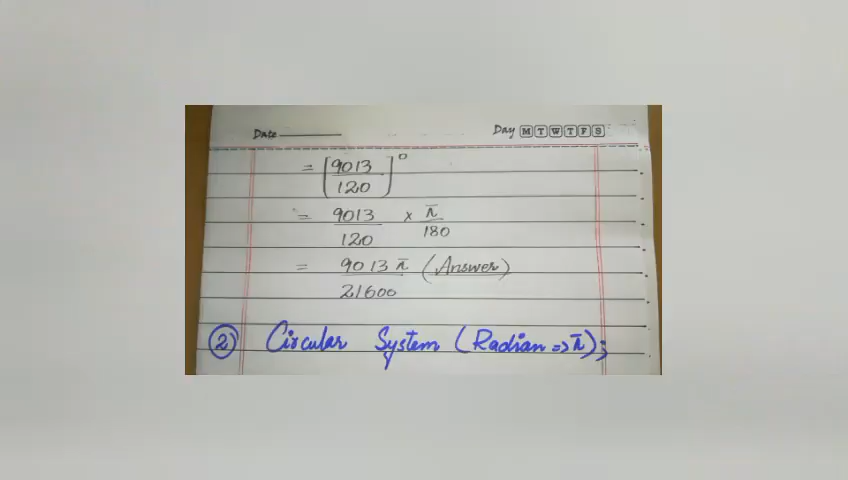 Date Day M T W T F S
= [9013/120]°
= 9013/120 × π/180
= 9013π/21600 (Answer)
② Circular System (Radian => π);